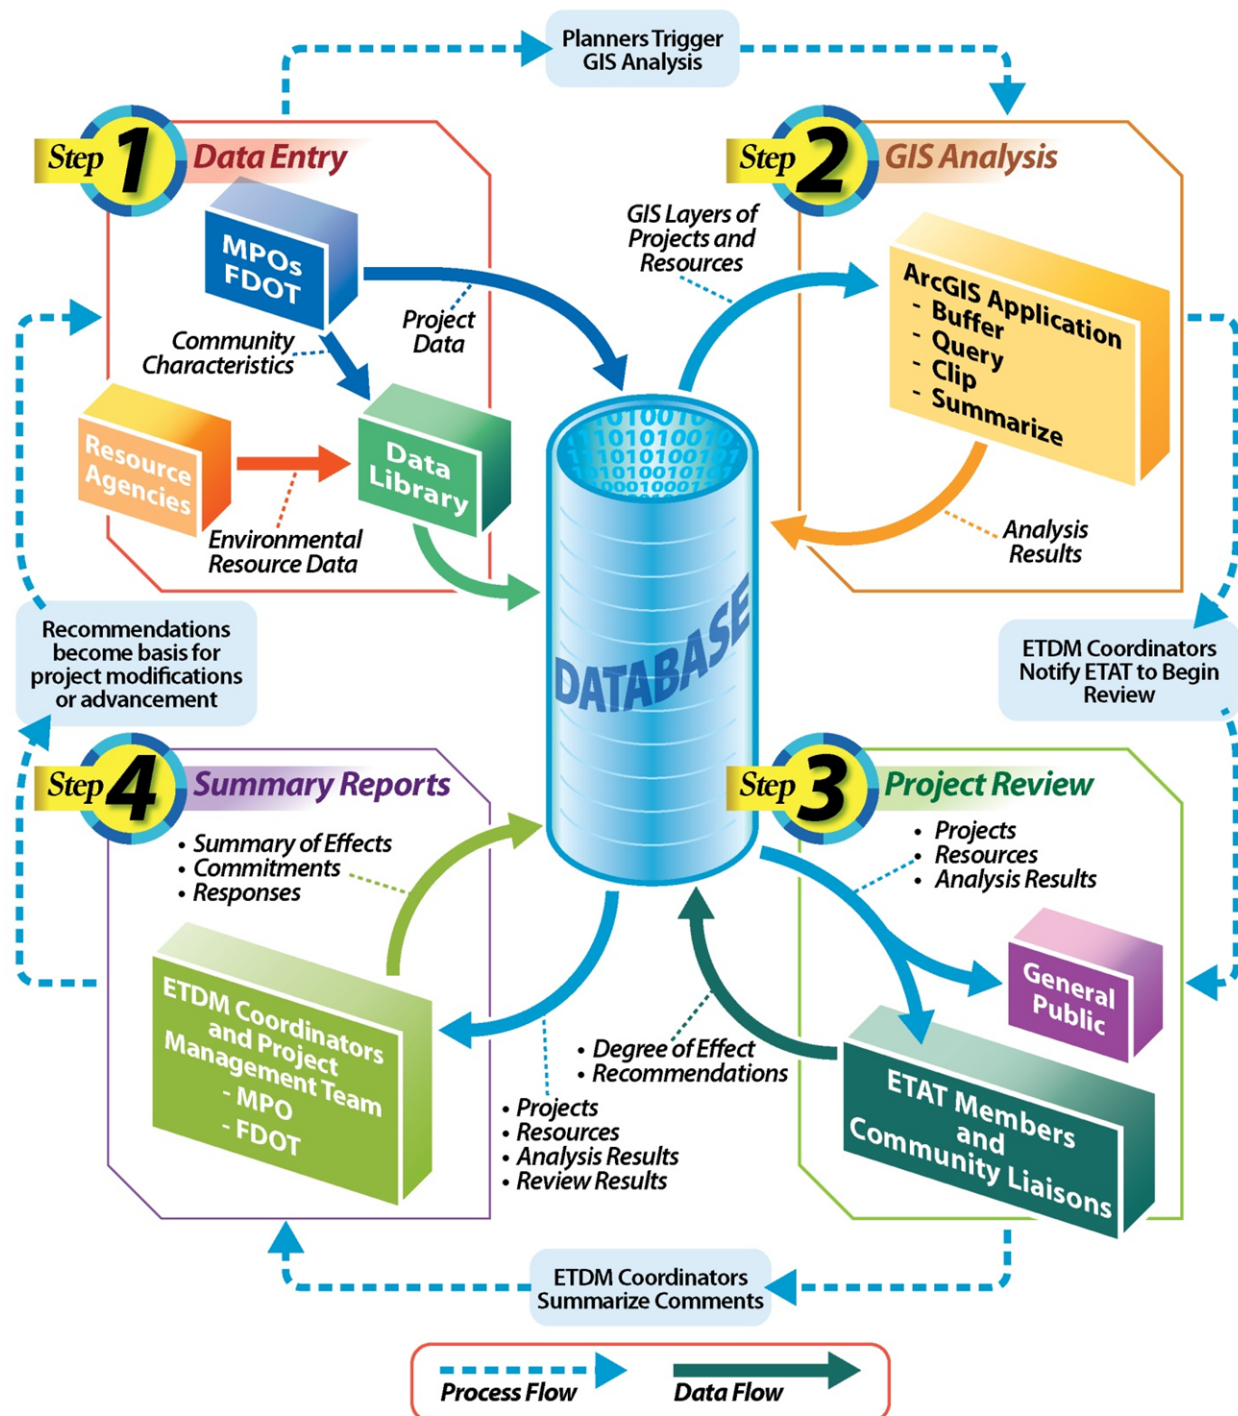 Planners Trigger
GIS Analysis
Step 1 Data Entry
MPOs
FDOT
Project
Data
Community
Characteristics
Resource
Agencies
Data
Library
Environmental
Resource Data
Step 2 GIS Analysis
GIS Layers of
Projects and
Resources
ArcGIS Application
- Buffer
- Query
- Clip
- Summarize
Analysis
Results
DATABASE
Recommendations
become basis for
project modifications
or advancement
ETDM Coordinators
Notify ETAT to Begin
Review
Step 4 Summary Reports
• Summary of Effects
• Commitments
• Responses
ETDM Coordinators
and Project
Management Team
- MPO
- FDOT
• Projects
• Resources
• Analysis Results
• Review Results
Step 3 Project Review
• Projects
• Resources
• Analysis Results
General
Public
• Degree of Effect
• Recommendations
ETAT Members
and
Community Liaisons
ETDM Coordinators
Summarize Comments
Process Flow
Data Flow